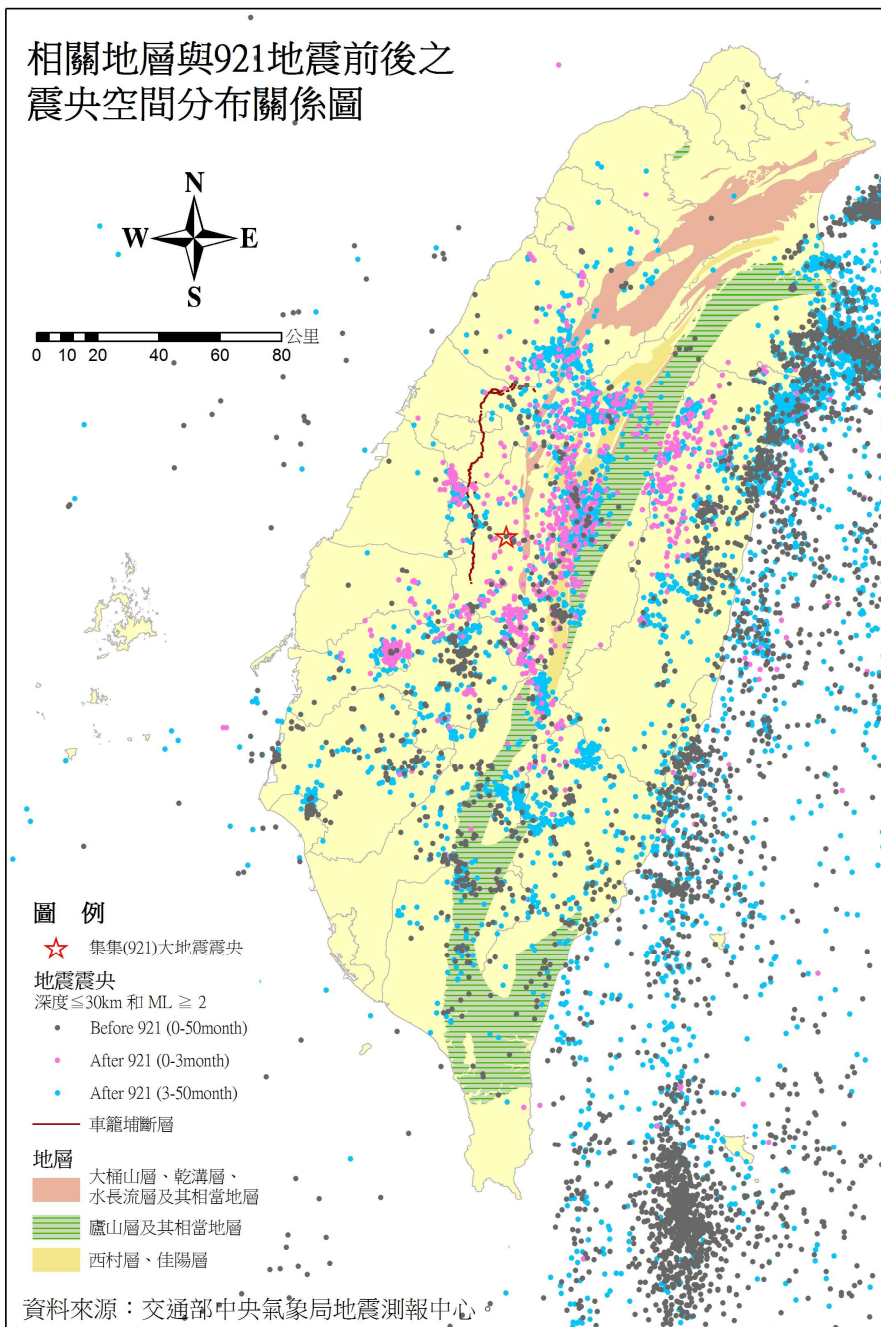 相關地層與921地震前後之
震央空間分布關係圖
N
W E
S
公里
0 10 20 40 60 80
圖 例
集集(921)大地震震央
地震震央
深度≦30km 和 ML ≧ 2
Before 921 (0-50month)
After 921 (0-3month)
After 921 (3-50month)
車籠埔斷層
地層
大桶山層、乾溝層、
水長流層及其相當地層
廬山層及其相當地層
西村層、佳陽層
資料來源：交通部中央氣象局地震測報中心。